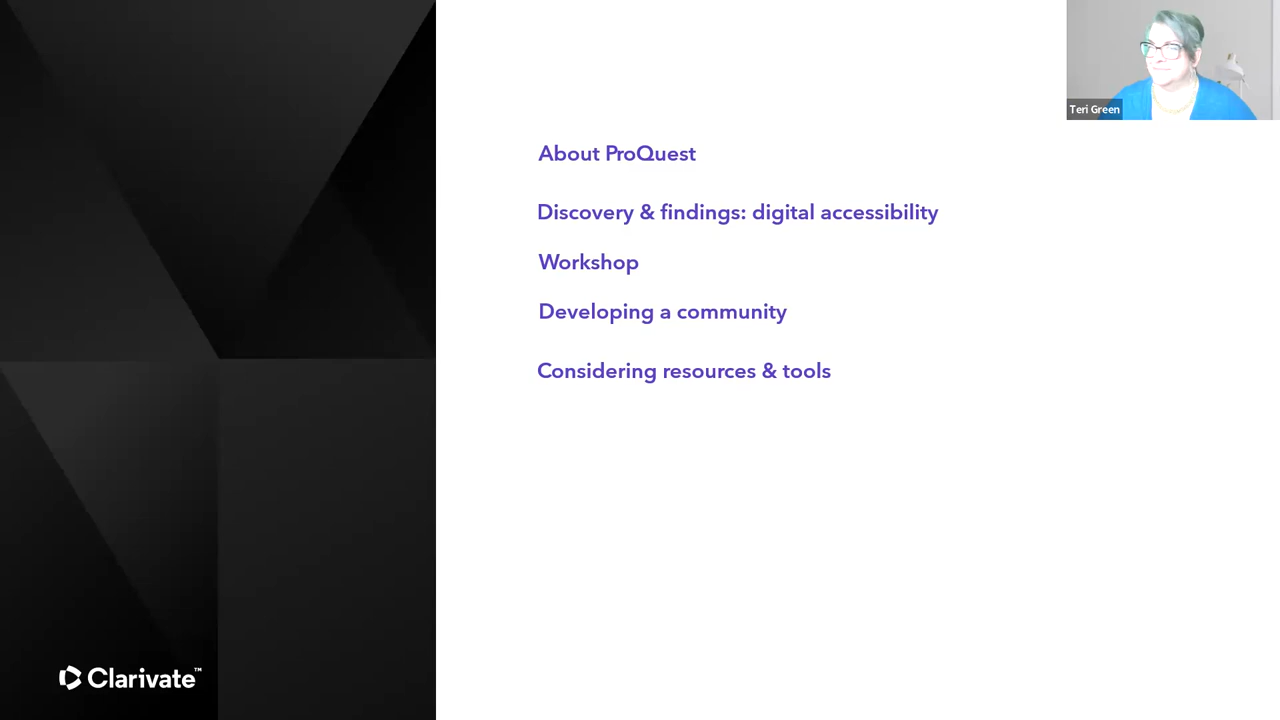 Teri Green
About ProQuest
Discovery & findings: digital accessibility
Workshop
Developing a community
Considering resources & tools
Clarivate™